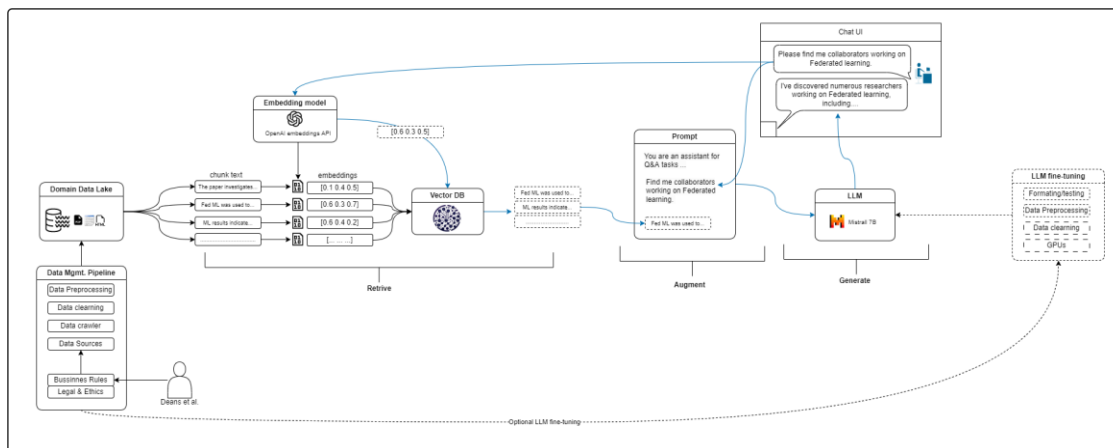 Chat UI
Please find me collaborators working on
Federated learning.
I've discovered numerous researchers
working on Federated learning,
including....
Embedding model
OpenAi embeddings API
[0.6 0.3 0.5]
Prompt
You are an assistant for
Q&A tasks ...
Find me collaborators
working on Federated
learning.
Fed ML was used to...
LLM
Mistrall 7B
LLM fine-tuning
Formating/testing
Data Preprocessing
Data clearning
GPUs
Domain Data Lake
HTML
chunk text
The paper investigates...
Fed ML was used to...
ML results indicate...
........................
embeddings
[0.1 0.4 0.5]
[0.6 0.3 0.7]
[0.6 0.4 0.2]
[... ... ...]
Vector DB
Fed ML was used to...
ML results indicate...
........................
Retrive
Augment
Generate
Data Mgmt. Pipeline
Data Preprocessing
Data clearning
Data crawler
Data Sources
Bussinnes Rules
Legal & Ethics
Deans et al.
Optional LLM fine-tuning